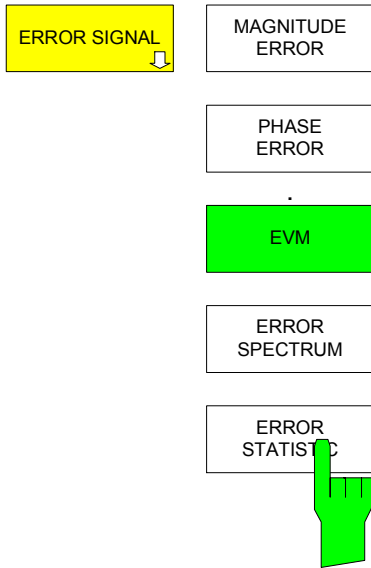 ERROR SIGNAL
MAGNITUDE
ERROR
PHASE
ERROR
.
EVM
ERROR
SPECTRUM
ERROR
STATISTIC